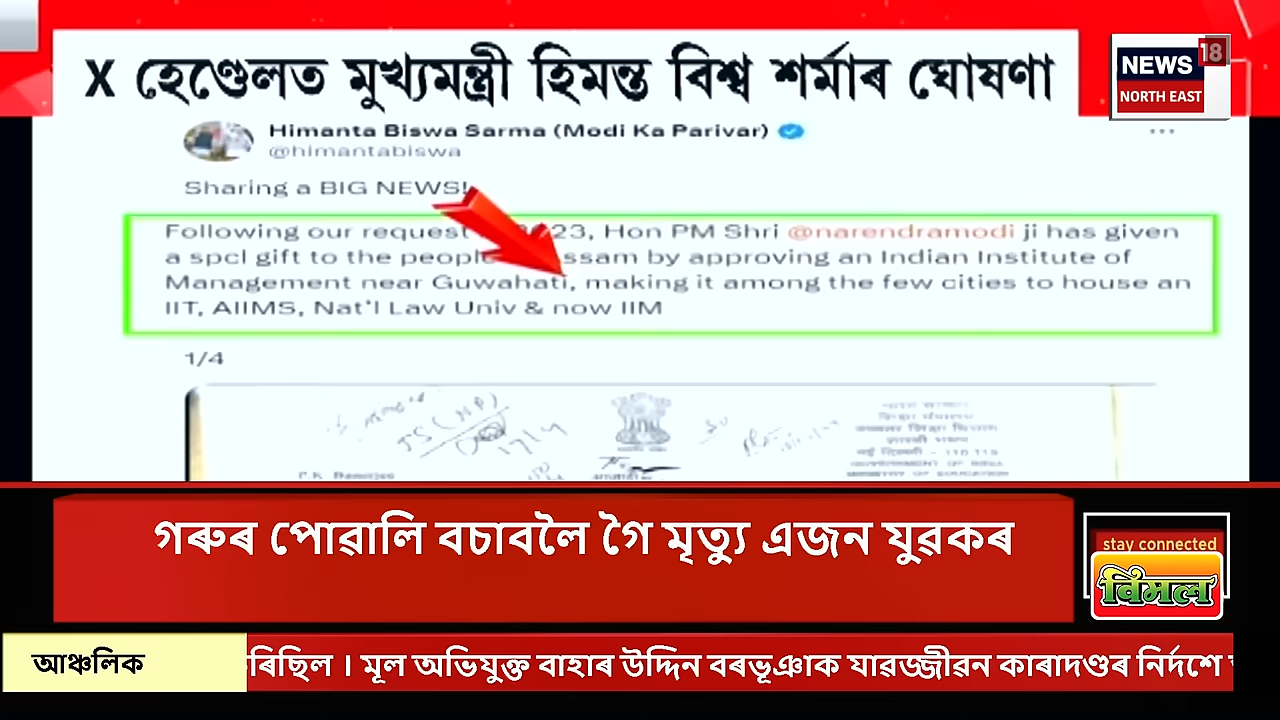 X হেণ্ডেলত মুখ্যমন্ত্ৰী হিমন্ত বিশ্ব শৰ্মাৰ ঘোষণা
NEWS 18
NORTH EAST
Himanta Biswa Sarma (Modi Ka Parivar)
@himantabiswa
Sharing a BIG NEWS!
Following our request 23, Hon PM Shri @narendramodi ji has given
a spcl gift to the people ssam by approving an Indian Institute of
Management near Guwahati, making it among the few cities to house an
IIT, AIIMS, Nat'l Law Univ & now IIM
1/4
গৰুৰ পোৱালি বচাবলৈ গৈ মৃত্যু এজন যুৱকৰ
stay connected
विमल
আঞ্চলিক
ৰিছিল । মূল অভিযুক্ত বাহাৰ উদ্দিন বৰভূঞাক যাৱজ্জীৱন কাৰাদণ্ডৰ নিৰ্দশে